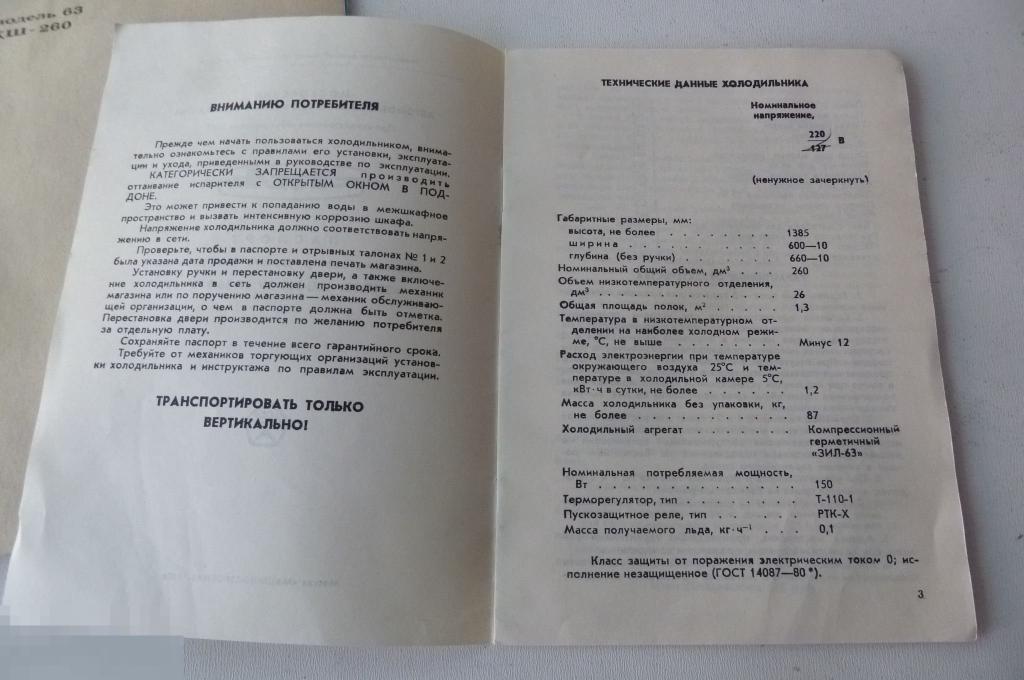 модель 63
КШ-260
ВНИМАНИЮ ПОТРЕБИТЕЛЯ
Прежде чем начать пользоваться холодильником, внима-
тельно ознакомьтесь с правилами его установки, эксплуата-
ции и ухода, приведенными в руководстве по эксплуатации.
КАТЕГОРИЧЕСКИ ЗАПРЕЩАЕТСЯ производить
оттаивание испарителя с ОТКРЫТЫМ ОКНОМ В ПОД-
ДОНЕ.
Это может привести к попаданию воды в межшкафное
пространство и вызвать интенсивную коррозию шкафа.
Напряжение холодильника должно соответствовать напря-
жению в сети.
Проверьте, чтобы в паспорте и отрывных талонах № 1 и 2
была указана дата продажи и поставлена печать магазина.
Установку ручки и перестановку двери, а также включе-
ние холодильника в сеть должен производить механик
магазина или по поручению магазина — механик обслуживаю-
щей организации, о чем в паспорте должна быть отметка.
Перестановка двери производится по желанию потребителя
за отдельную плату.
Сохраняйте паспорт в течение всего гарантийного срока.
Требуйте от механиков торгующих организаций установ-
ки холодильника и инструктажа по правилам эксплуатации.
ТРАНСПОРТИРОВАТЬ ТОЛЬКО
ВЕРТИКАЛЬНО!
ТЕХНИЧЕСКИЕ ДАННЫЕ ХОЛОДИЛЬНИКА
Номинальное
напряжение,
220
127 В
(ненужное зачеркнуть)
Габаритные размеры, мм:
высота, не более . . . . . . . . . 1385
ширина . . . . . . . . . . 600—10
глубина (без ручки) . . . . . . . 660—10
Номинальный общий объем, дм³ . . . 260
Объем низкотемпературного отделения,
дм³ . . . . . . . . . . . . . 26
Общая площадь полок, м² . . . . . 1,3
Температура в низкотемпературном от-
делении на наиболее холодном режи-
ме, °С, не выше . . . . . . . . Минус 12
Расход электроэнергии при температуре
окружающего воздуха 25°С и тем-
пературе в холодильной камере 5°С,
кВт·ч в сутки, не более . . . . . . 1,2
Масса холодильника без упаковки, кг,
не более . . . . . . . . . . . 87
Холодильный агрегат . . . . . . . Компрессионный
герметичный
«ЗИЛ-63»
Номинальная потребляемая мощность,
Вт . . . . . . . . . . . . . 150
Терморегулятор, тип . . . . . . . . Т-110-1
Пускозащитное реле, тип . . . . . . РТК-Х
Масса получаемого льда, кг·ч⁻¹ . . . 0,1
Класс защиты от поражения электрическим током 0; ис-
полнение незащищенное (ГОСТ 14087—80 *).
3